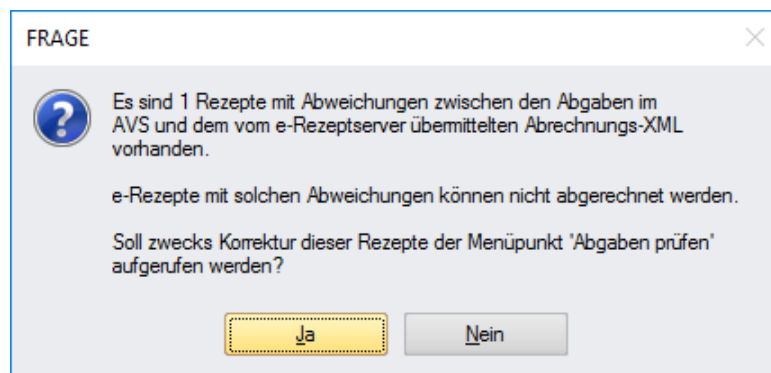 FRAGE
Es sind 1 Rezepte mit Abweichungen zwischen den Abgaben im
AVS und dem vom e-Rezeptserver übermittelten Abrechnungs-XML
vorhanden.
e-Rezepte mit solchen Abweichungen können nicht abgerechnet werden.
Soll zwecks Korrektur dieser Rezepte der Menüpunkt 'Abgaben prüfen'
aufgerufen werden?
Ja
Nein